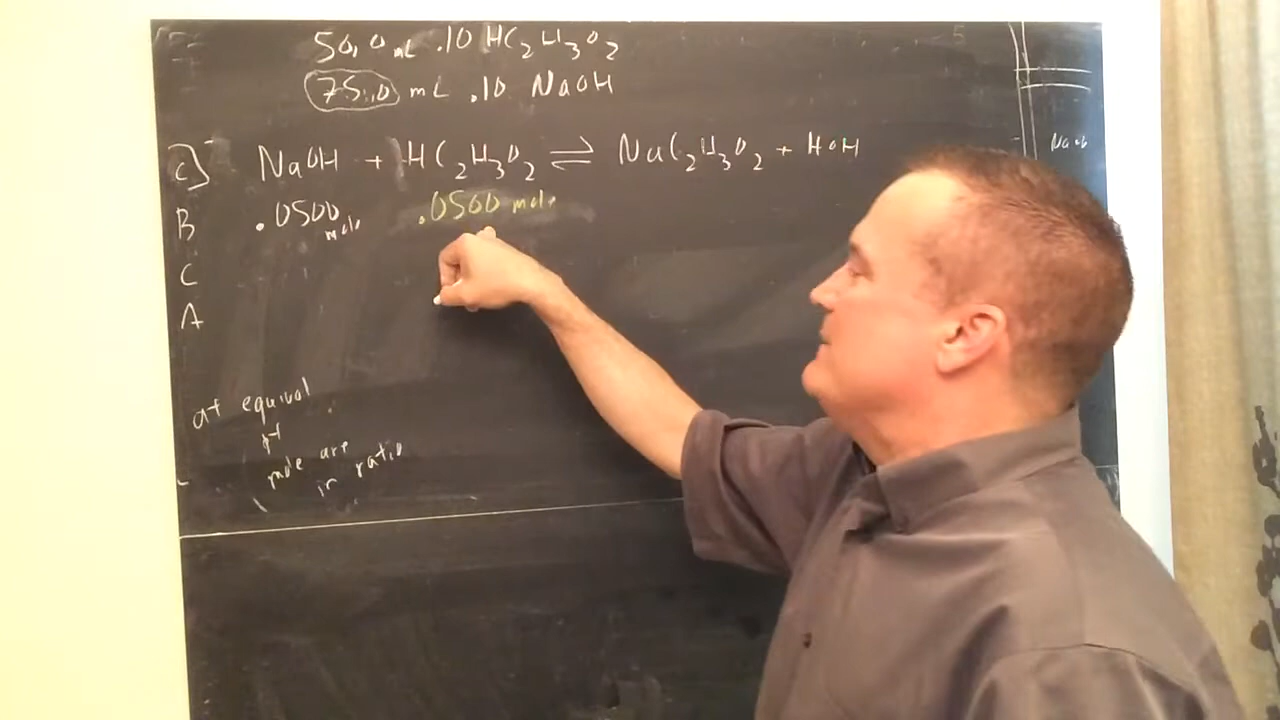 50.0 mL .10 HC2H3O2
75.0 mL .10 NaOH
C) NaOH + HC2H3O2 ⇌ NaC2H3O2 + HOH
B .0500 mole .0500 mole
C
A
at equival.
pt
mole are
in ratio
NaOH